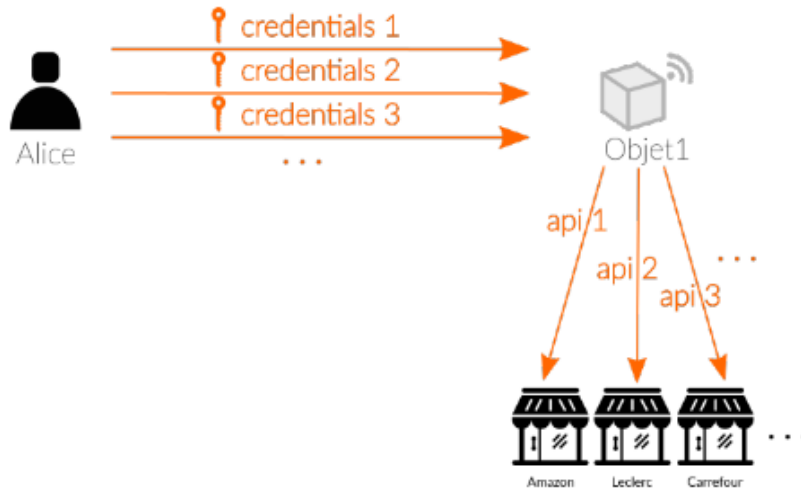 credentials 1
credentials 2
credentials 3
...
Alice
Objet1
api 1
api 2
api 3
...
Amazon
Leclerc
Carrefour
...